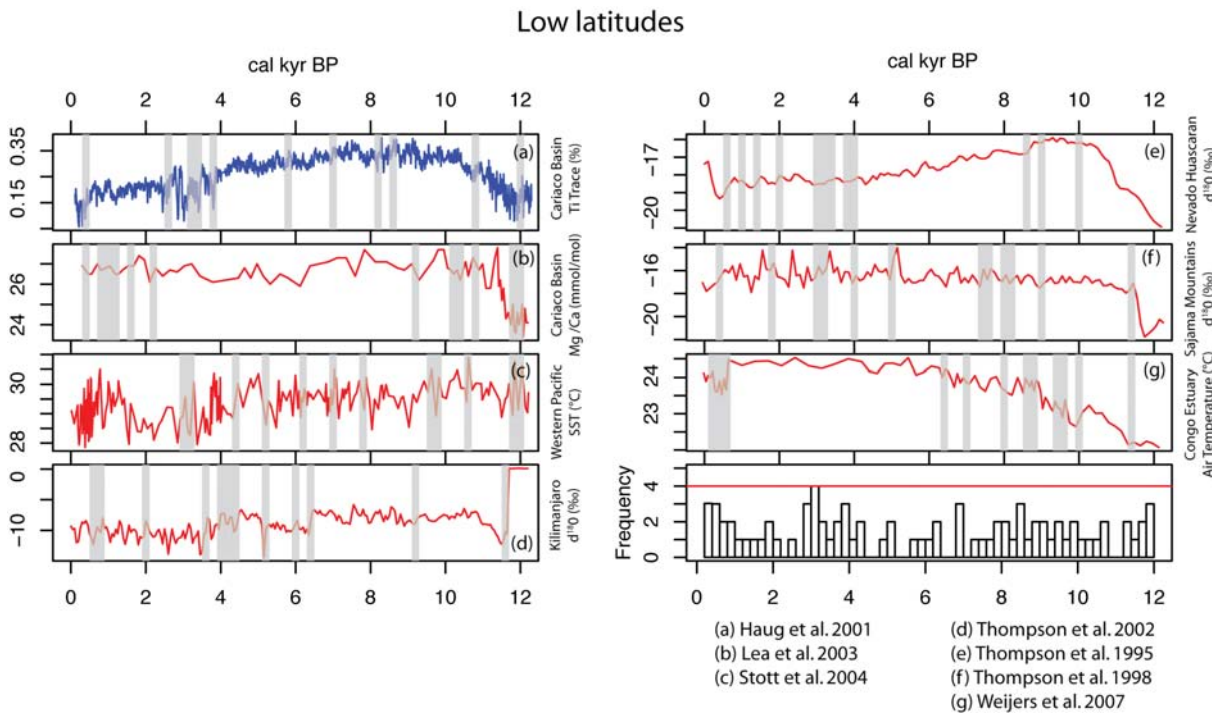 Low latitudes
cal kyr BP
0 2 4 6 8 10 12
0.15 0.35
(a)
Cariaco Basin
Ti Trace (%)
24 26
(b)
Cariaco Basin
Mg/Ca (mmol/mol)
28 30
(c)
Western Pacific
SST (°C)
-10 0
(d)
Kilimanjaro
d¹⁸O (‰)
0 2 4 6 8 10 12
cal kyr BP
0 2 4 6 8 10 12
-20 -17
(e)
Nevado Huascaran
d¹⁸O (‰)
-20 -16
(f)
Sajama Mountains
d¹⁸O (‰)
23 24
(g)
Congo Estuary
Air Temperature (°C)
Frequency
0 2 4
0 2 4 6 8 10 12
(a) Haug et al. 2001
(b) Lea et al. 2003
(c) Stott et al. 2004
(d) Thompson et al. 2002
(e) Thompson et al. 1995
(f) Thompson et al. 1998
(g) Weijers et al. 2007